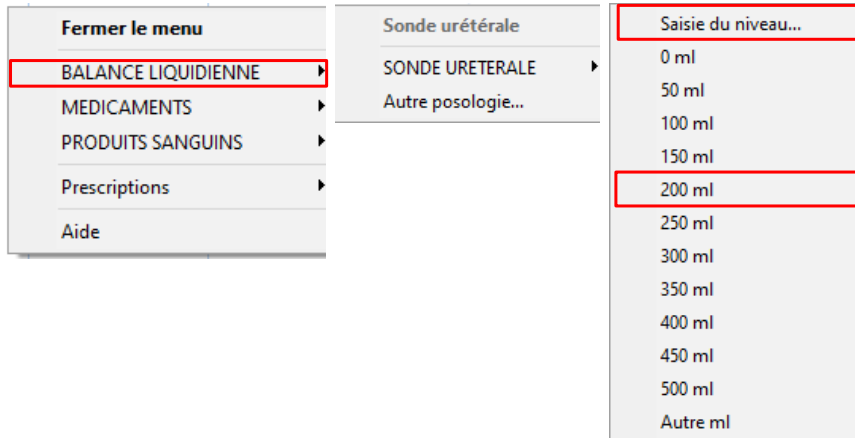 Fermer le menu
BALANCE LIQUIDIENNE
MEDICAMENTS
PRODUITS SANGUINS
Prescriptions
Aide
Sonde urétérale
SONDE URETERALE
Autre posologie...
Saisie du niveau...
0 ml
50 ml
100 ml
150 ml
200 ml
250 ml
300 ml
350 ml
400 ml
450 ml
500 ml
Autre ml